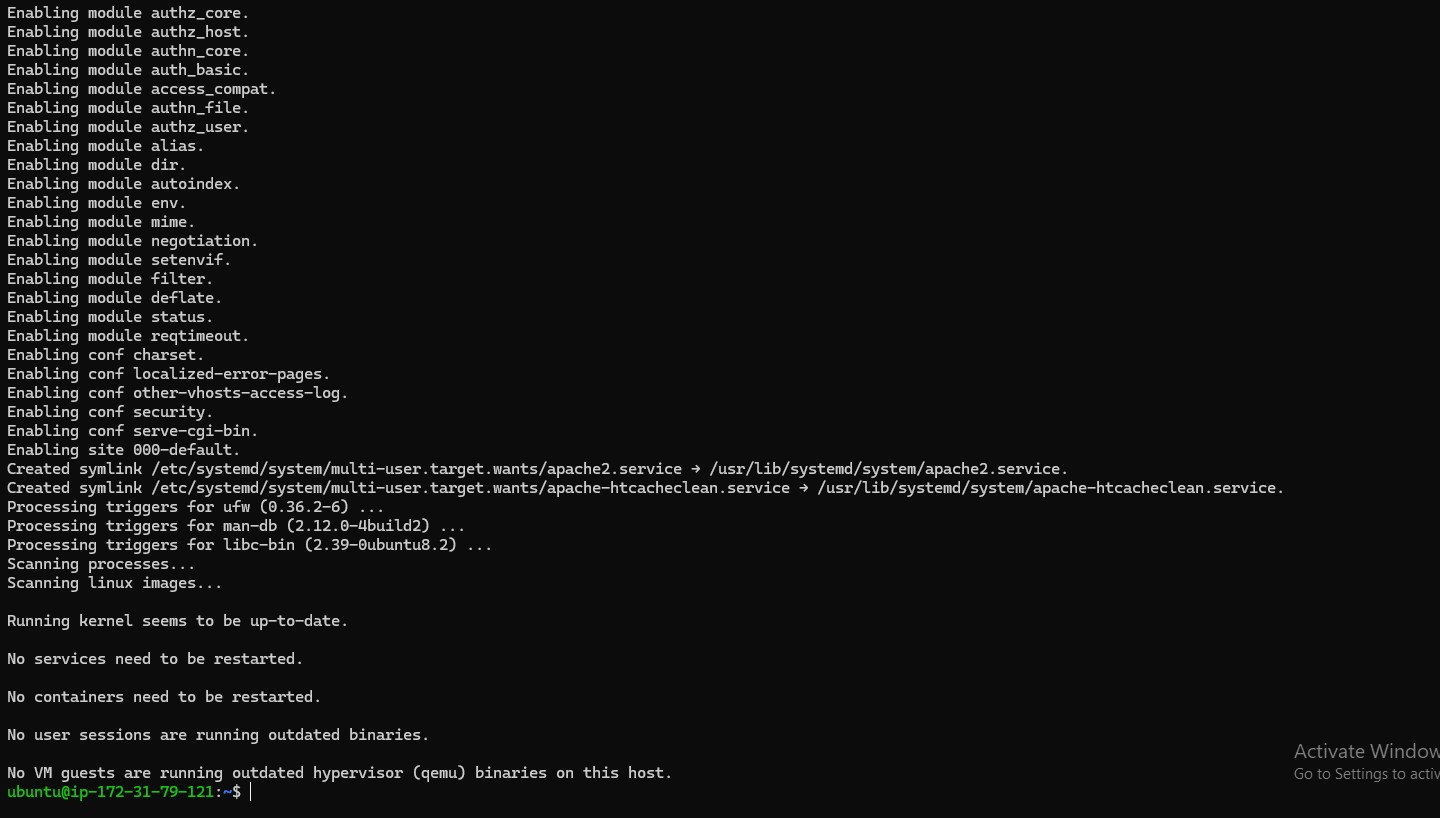 Enabling module authz_core.
Enabling module authz_host.
Enabling module authn_core.
Enabling module auth_basic.
Enabling module access_compat.
Enabling module authn_file.
Enabling module authz_user.
Enabling module alias.
Enabling module dir.
Enabling module autoindex.
Enabling module env.
Enabling module mime.
Enabling module negotiation.
Enabling module setenvif.
Enabling module filter.
Enabling module deflate.
Enabling module status.
Enabling module reqtimeout.
Enabling conf charset.
Enabling conf localized-error-pages.
Enabling conf other-vhosts-access-log.
Enabling conf security.
Enabling conf serve-cgi-bin.
Enabling site 000-default.
Created symlink /etc/systemd/system/multi-user.target.wants/apache2.service → /usr/lib/systemd/system/apache2.service.
Created symlink /etc/systemd/system/multi-user.target.wants/apache-htcacheclean.service → /usr/lib/systemd/system/apache-htcacheclean.service.
Processing triggers for ufw (0.36.2-6) ...
Processing triggers for man-db (2.12.0-4build2) ...
Processing triggers for libc-bin (2.39-0ubuntu8.2) ...
Scanning processes...
Scanning linux images...
Running kernel seems to be up-to-date.
No services need to be restarted.
No containers need to be restarted.
No user sessions are running outdated binaries.
No VM guests are running outdated hypervisor (qemu) binaries on this host.
ubuntu@ip-172-31-79-121:~$
Activate Window
Go to Settings to activ